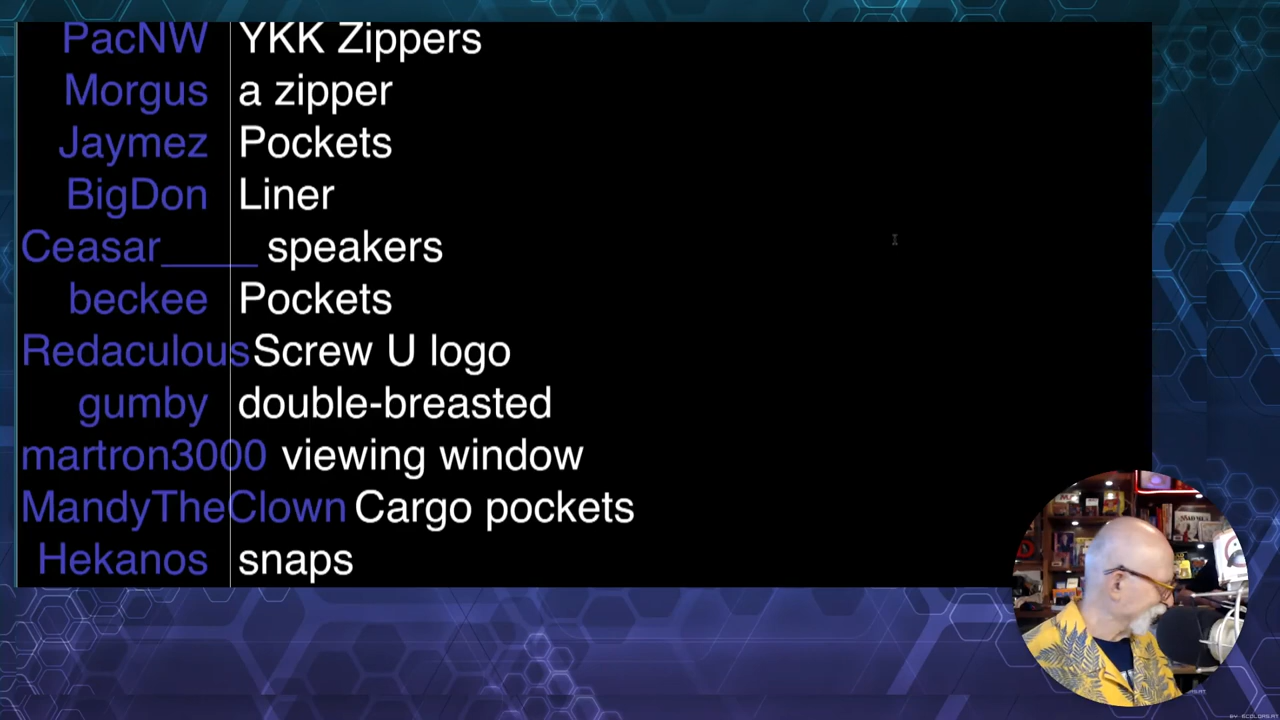 PacNW YKK Zippers
Morgus a zipper
Jaymez Pockets
BigDon Liner
Ceasar_____ speakers
beckee Pockets
Redaculous Screw U logo
gumby double-breasted
martron3000 viewing window
MandyTheClown Cargo pockets
Hekanos snaps